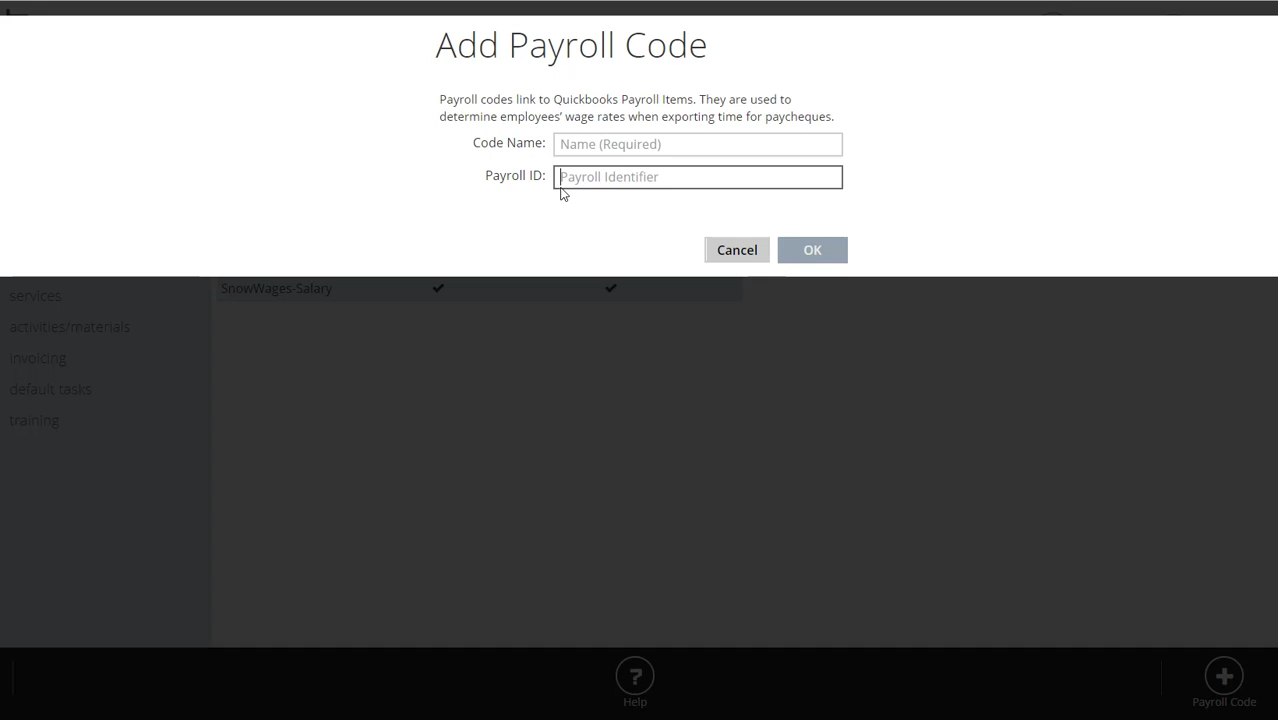 Add Payroll Code
Payroll codes link to Quickbooks Payroll Items. They are used to
determine employees' wage rates when exporting time for paycheques.
Code Name: Name (Required)
Payroll ID: Payroll Identifier
Cancel OK
SnowWages-Salary
services
activities/materials
invoicing
default tasks
training
?
Help
Payroll Code